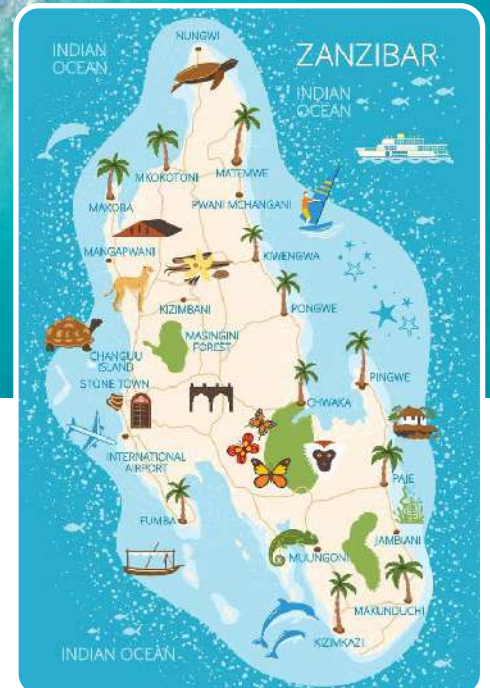 NUNGWI
INDIAN
OCEAN
ZANZIBAR
INDIAN
OCEAN
MKOKOTONI
MATEMWE
MAKOBA
PWANI MCHANGANI
MANGAPWANI
KIWENGWA
KIZIMBANI
PONGWE
MASINGINI
FOREST
CHANGUU
ISLAND
STONE TOWN
PINGWE
CHWAKA
INTERNATIONAL
AIRPORT
PAJE
FUMBA
JAMBIANI
MUUNGONI
MAKUNDUCHI
KIZIMKAZI
INDIAN OCEAN